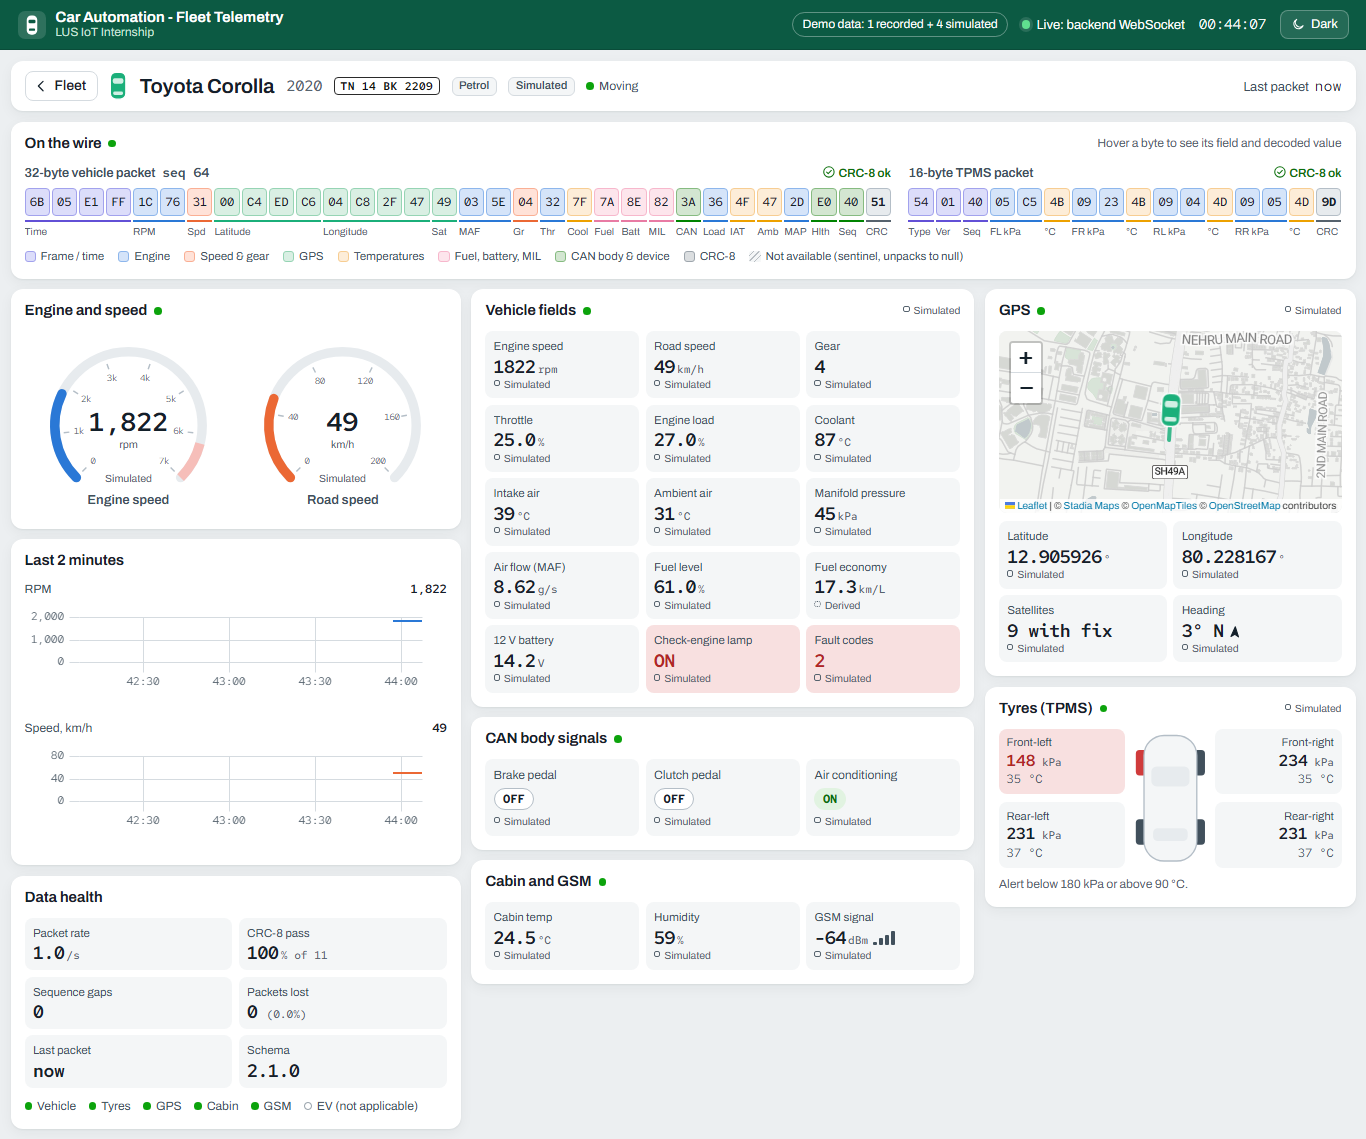 Car Automation - Fleet Telemetry
LUS IoT Internship
Demo data: 1 recorded + 4 simulated
Live: backend WebSocket
00:44:07
Dark
Fleet
Toyota Corolla
2020
TN 14 BK 2209
Petrol
Simulated
Moving
Last packet now
On the wire
Hover a byte to see its field and decoded value
32-byte vehicle packet seq 64
CRC-8 ok
6B 05 E1 FF 1C 76 31 00 C4 ED C6 04 C8 2F 47 49 03 5E 04 32 7F 7A 8E 82 3A 36 4F 47 2D E0 40 51
Time RPM Spd Latitude Longitude Sat MAF Gr Thr Cool Fuel Batt MIL CAN Load IAT Amb MAP Hlth Seq CRC
16-byte TPMS packet
CRC-8 ok
54 01 40 05 C5 4B 09 23 4B 09 04 4D 09 05 4D 9D
Type Ver Seq FL kPa °C FR kPa °C RL kPa °C RR kPa °C CRC
Frame / time
Engine
Speed & gear
GPS
Temperatures
Fuel, battery, MIL
CAN body & device
CRC-8
Not available (sentinel, unpacks to null)
Engine and speed
0 1k 2k 3k 4k 5k 6k 7k
1,822
rpm
Simulated
Engine speed
0 40 80 120 160 200
49
km/h
Simulated
Road speed
Last 2 minutes
RPM
1,822
2,000
1,000
0
42:30 43:00 43:30 44:00
Speed, km/h
49
80
40
0
42:30 43:00 43:30 44:00
Data health
Packet rate
1.0 /s
CRC-8 pass
100 % of 11
Sequence gaps
0
Packets lost
0 (0.0%)
Last packet
now
Schema
2.1.0
Vehicle
Tyres
GPS
Cabin
GSM
EV (not applicable)
Vehicle fields
Simulated
Engine speed
1822 rpm
Simulated
Road speed
49 km/h
Simulated
Gear
4
Simulated
Throttle
25.0 %
Simulated
Engine load
27.0 %
Simulated
Coolant
87 °C
Simulated
Intake air
39 °C
Simulated
Ambient air
31 °C
Simulated
Manifold pressure
45 kPa
Simulated
Air flow (MAF)
8.62 g/s
Simulated
Fuel level
61.0 %
Simulated
Fuel economy
17.3 km/L
Derived
12 V battery
14.2 V
Simulated
Check-engine lamp
ON
Simulated
Fault codes
2
Simulated
CAN body signals
Brake pedal
OFF
Simulated
Clutch pedal
OFF
Simulated
Air conditioning
ON
Simulated
Cabin and GSM
Cabin temp
24.5 °C
Simulated
Humidity
59 %
Simulated
GSM signal
-64 dBm
Simulated
GPS
Simulated
+
−
NEHRU MAIN ROAD
2ND MAIN ROAD
SH49A
Leaflet | © Stadia Maps © OpenMapTiles © OpenStreetMap contributors
Latitude
12.905926 °
Simulated
Longitude
80.228167 °
Simulated
Satellites
9 with fix
Simulated
Heading
3° N
Simulated
Tyres (TPMS)
Simulated
Front-left
148 kPa
35 °C
Front-right
234 kPa
35 °C
Rear-left
231 kPa
37 °C
Rear-right
231 kPa
37 °C
Alert below 180 kPa or above 90 °C.